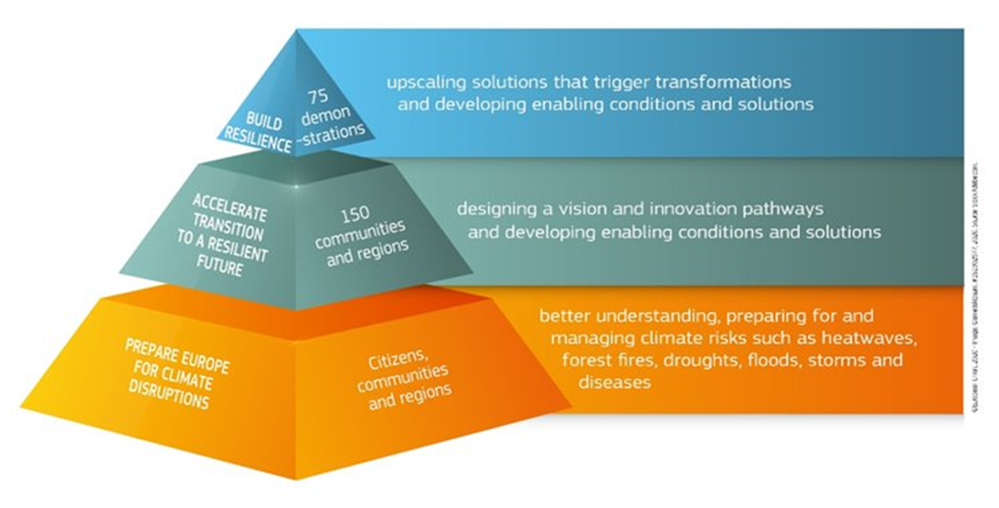 BUILD
RESILIENCE
75
demon
-strations
upscaling solutions that trigger transformations
and developing enabling conditions and solutions
ACCELERATE
TRANSITION
TO A RESILIENT
FUTURE
150
communities
and regions
designing a vision and innovation pathways
and developing enabling conditions and solutions
PREPARE EUROPE
FOR CLIMATE
DISRUPTIONS
Citizens,
communities
and regions
better understanding, preparing for and
managing climate risks such as heatwaves,
forest fires, droughts, floods, storms and
diseases